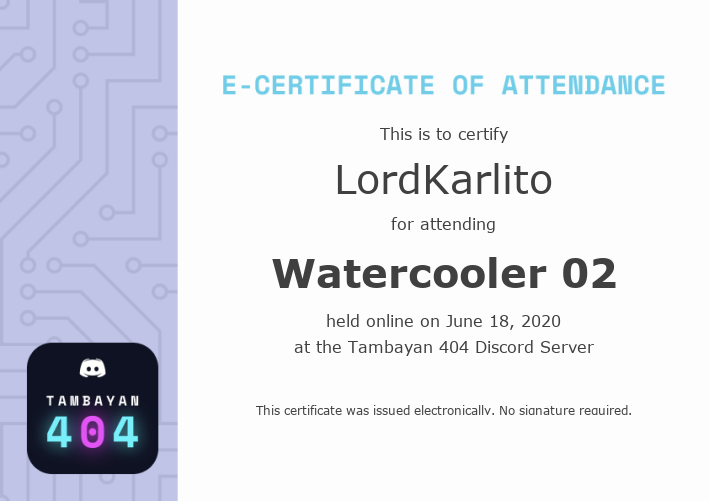 E-CERTIFICATE OF ATTENDANCE
This is to certify
LordKarlito
for attending
Watercooler 02
held online on June 18, 2020
at the Tambayan 404 Discord Server
This certificate was issued electronically. No signature required.
TAMBAYAN
404